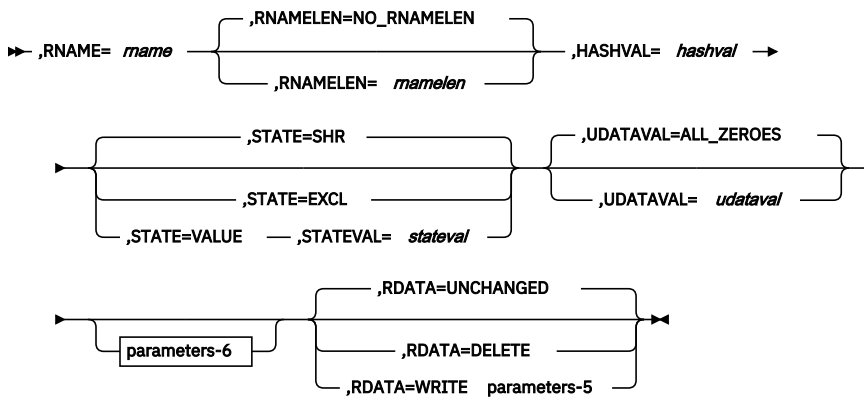 ,RNAMELEN=NO_RNAMELEN
,RNAME= rname ,HASHVAL= hashval
,RNAMELEN= rnamelen
,STATE=SHR ,UDATAVAL=ALL_ZEROES
,STATE=EXCL ,UDATAVAL= udataval
,STATE=VALUE ,STATEVAL= stateval
,RDATA=UNCHANGED
parameters-6 ,RDATA=DELETE
,RDATA=WRITE parameters-5